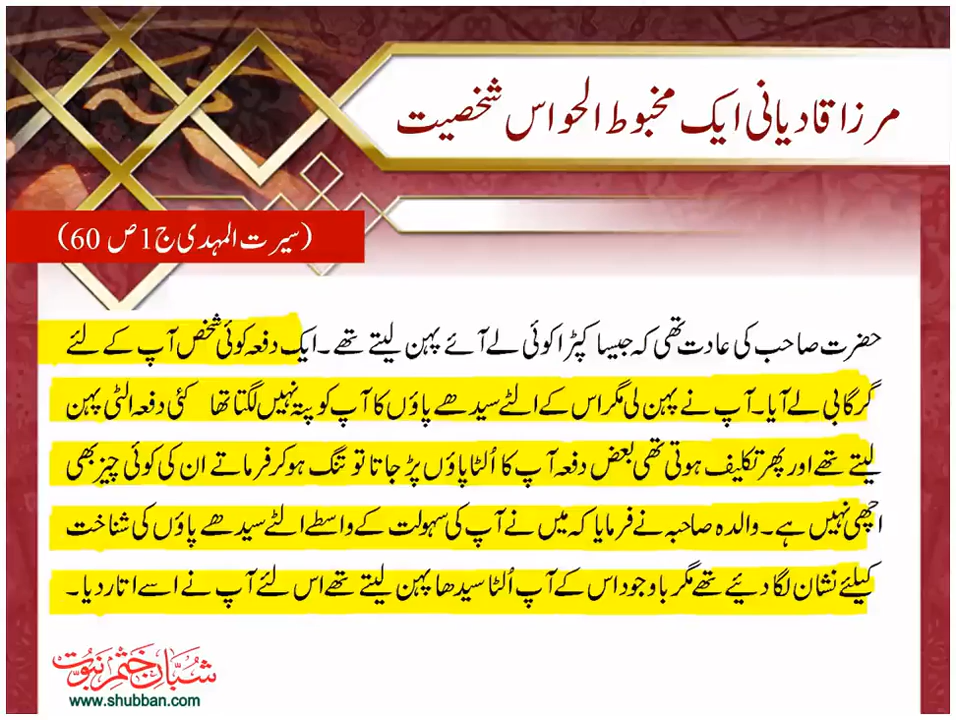 مرزا قادیانی ایک مخبوط الحواس شخصیت
(سیرت المہدی ج1 ص 60)
حضرت صاحب کی عادت تھی کہ جیسا کپڑا کوئی لے آئے پہن لیتے تھے۔ ایک دفعہ کوئی شخص آپ کے لئے
گرگابی لے آیا۔ آپ نے پہن لی مگر اس کے الٹے سیدھے پاؤں کا آپ کو پتہ نہیں لگتا تھا کئی دفعہ الٹی پہن
لیتے تھے اور پھر تکلیف ہوتی تھی بعض دفعہ آپ کا اُلٹا پاؤں پڑ جاتا تو تنگ ہو کر فرماتے ان کی کوئی چیز بھی
اچھی نہیں ہے۔ والدہ صاحبہ نے فرمایا کہ میں نے آپ کی سہولت کے واسطے الٹے سیدھے پاؤں کی شناخت
کیلئے نشان لگا دئیے تھے مگر باوجود اس کے آپ اُلٹا سیدھا پہن لیتے تھے اس لئے آپ نے اسے اتار دیا۔
شبان ختم نبوت
www.shubban.com